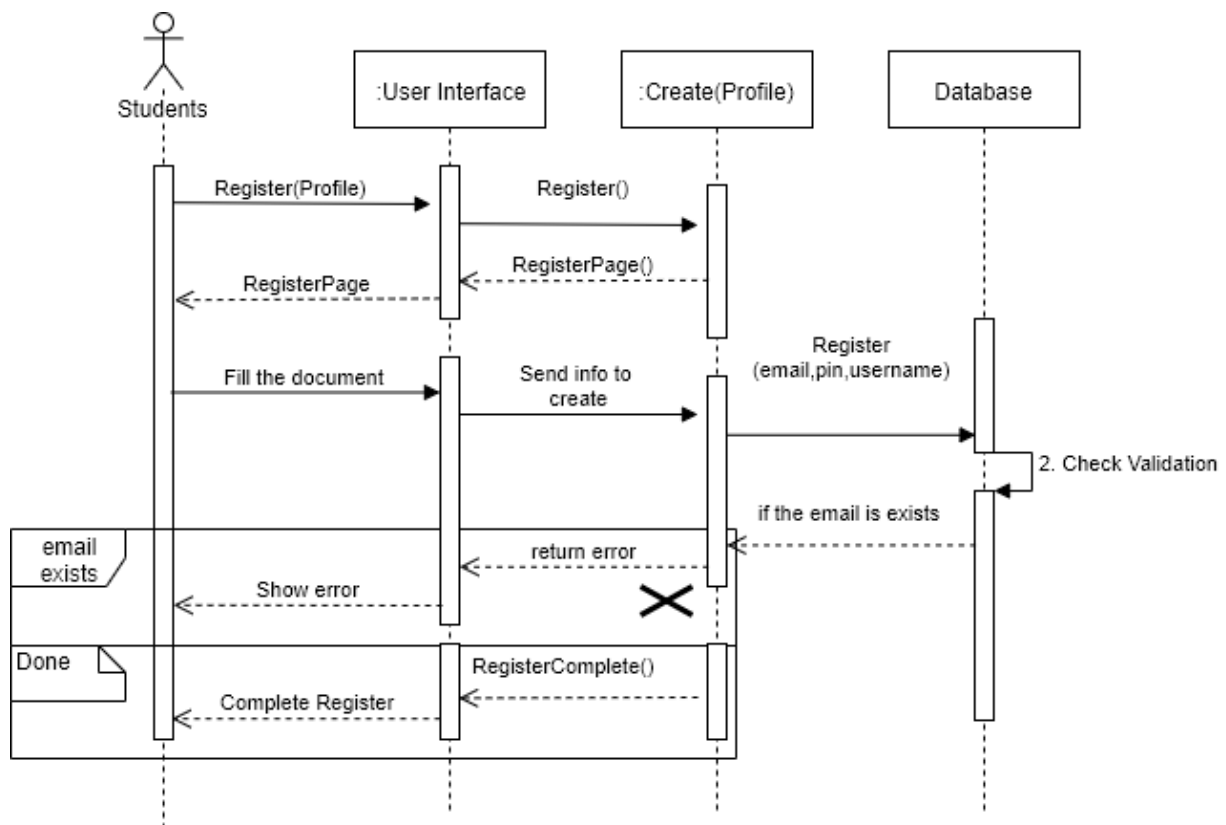 Students
:User Interface
:Create(Profile)
Database
Register(Profile)
Register()
RegisterPage()
RegisterPage
Fill the document
Send info to
create
Register
(email,pin,username)
2. Check Validation
if the email is exists
email
exists
return error
Show error
Done
RegisterComplete()
Complete Register